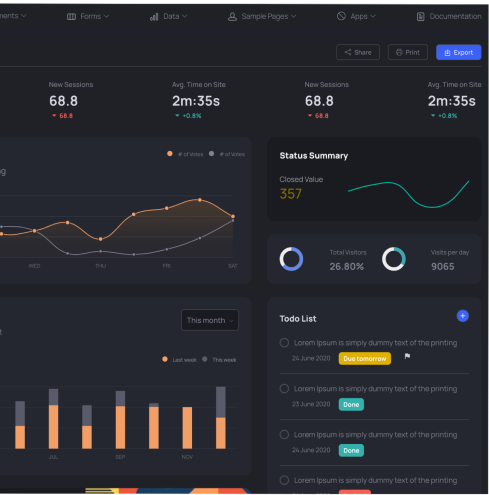 ments Forms Data Sample Pages Apps Documentation
Share Print Export
New Sessions Avg. Time on Site New Sessions Avg. Time on Site
68.8 2m:35s 68.8 2m:35s
68.8 +0.8% 68.8 +0.8%
# of Votes # of Votes
Status Summary
Closed Value
357
WED THU FRI SAT
Total Visitors Visits per day
26.80% 9065
This month
Last week This week
JUL SEP NOV
Todo List
Lorem Ipsum is simply dummy text of the printing
24 June 2020 Due tomorrow
Lorem Ipsum is simply dummy text of the printing
23 June 2020 Done
Lorem Ipsum is simply dummy text of the printing
24 June 2020 Done
Lorem Ipsum is simply dummy text of the printing